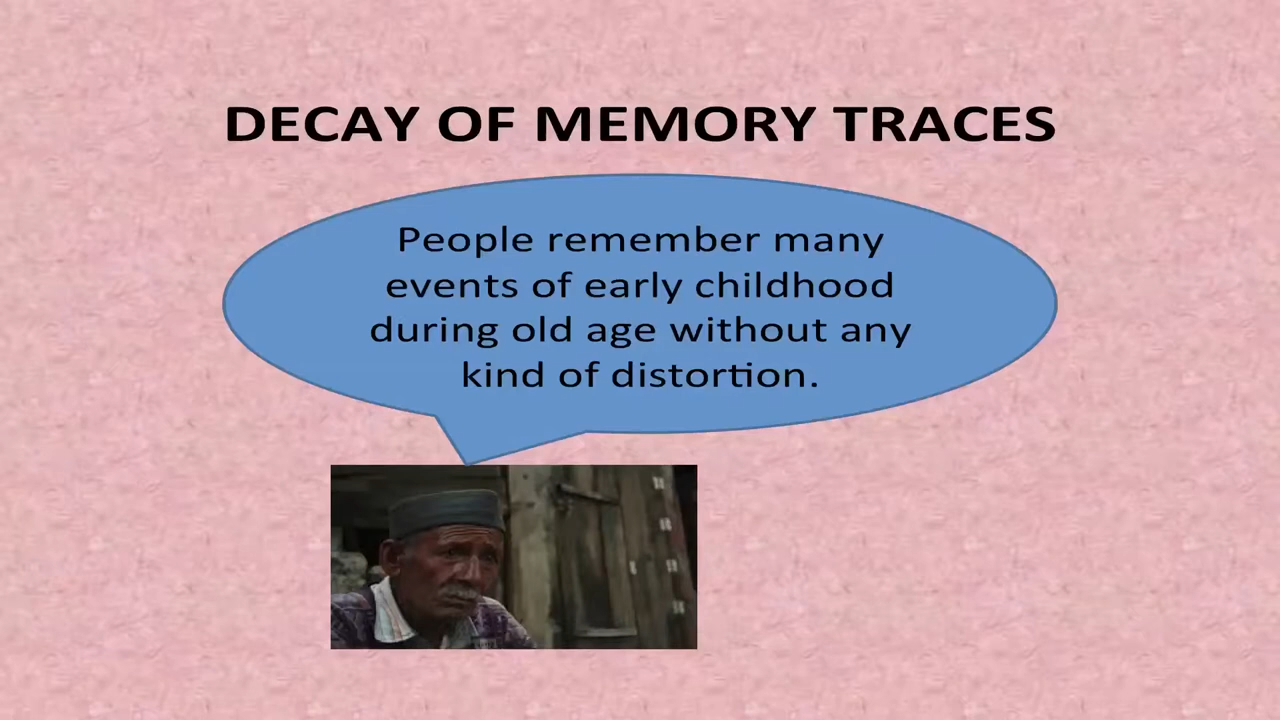 DECAY OF MEMORY TRACES
People remember many
events of early childhood
during old age without any
kind of distortion.